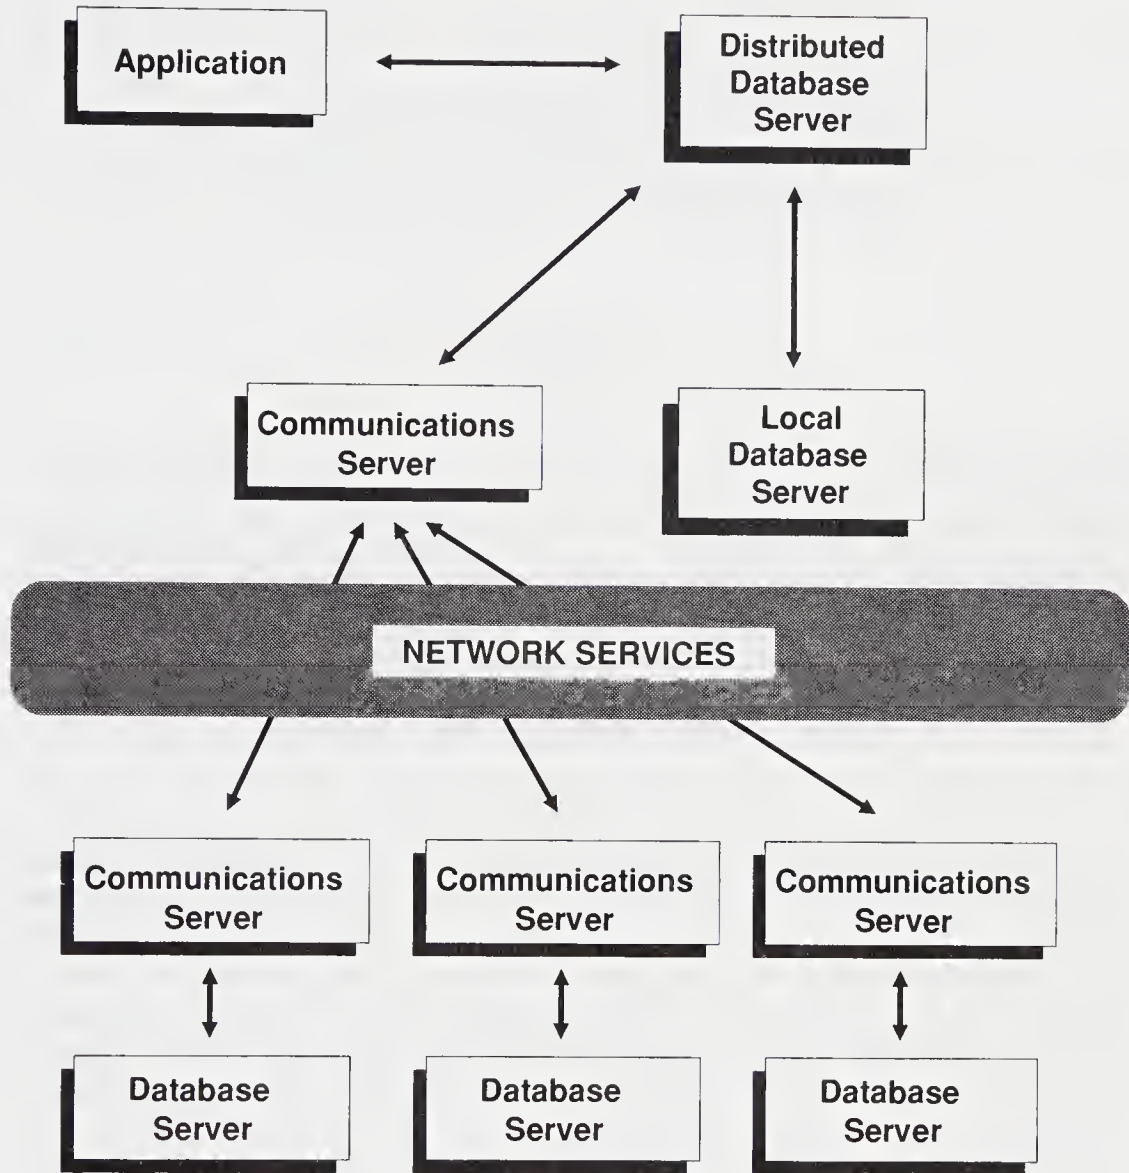 Application
Distributed
Database
Server
Communications
Server
Local
Database
Server
NETWORK SERVICES
Communications
Server
Communications
Server
Communications
Server
Database
Server
Database
Server
Database
Server